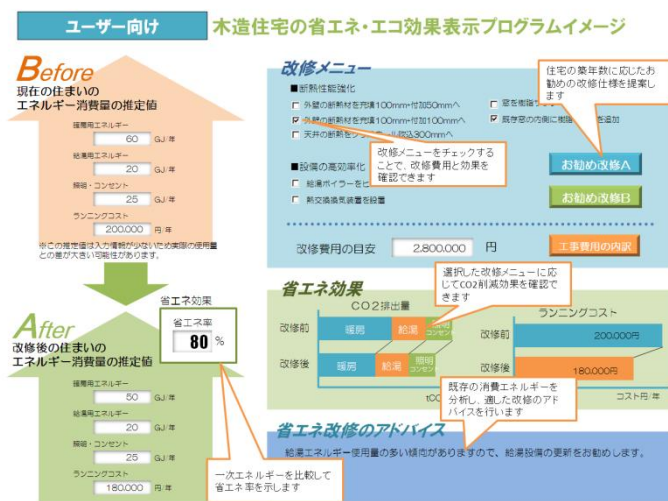 ユーザー向け
木造住宅の省エネ・エコ効果表示プログラムイメージ
Before
現在の住まいの
エネルギー消費量の推定値
暖房用エネルギー
60 GJ/年
給湯用エネルギー
20 GJ/年
照明・コンセント
25 GJ/年
ランニングコスト
200.000 円/年
※この推定値は入力情報が少ないため実際の使用量
との差が大きい可能性があります。
省エネ効果
省エネ率
80 %
After
改修後の住まいの
エネルギー消費量の推定値
暖房用エネルギー
50 GJ/年
給湯用エネルギー
20 GJ/年
照明・コンセント
25 GJ/年
ランニングコスト
180.000 円/年
一次エネルギーを比較して
省エネ率を示します
改修メニュー
■断熱性能強化
外壁の断熱材を充填100mm+付加50mmへ
外壁の断熱材を充填100mm+付加100mmへ
天井の断熱を
吹込300mmへ
窓を樹脂
既存窓の内側に樹脂
を追加
住宅の築年数に応じたお
勧めの改修仕様を提案し
ます
改修メニューをチェックする
ことで、改修費用と効果を
確認できます
■設備の高効率化
給湯ボイラーをヒ
熱交換換気装置を設置
お勧め改修A
お勧め改修B
改修費用の目安 2.800.000 円
工事費用の内訳
省エネ効果
選択した改修メニューに応
じてCO2削減効果を確認で
きます
CO2排出量
改修前 暖房 給湯 照明
コンセント
改修後 暖房 給湯 照明
コンセント
ランニングコスト
改修前 200.000円
改修後 180.000円
コスト円/年
既存の消費エネルギーを
分析し、適した改修のアド
バイスを行います
省エネ改修のアドバイス
給湯エネルギー使用量の多い傾向がありますので、給湯設備の更新をお勧めします。